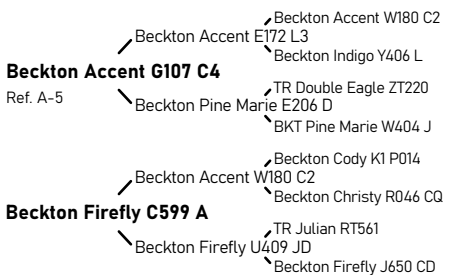 Beckton Accent W180 C2
Beckton Accent E172 L3
Beckton Indigo Y406 L
Beckton Accent G107 C4
Ref. A-5
TR Double Eagle ZT220
Beckton Pine Marie E206 D
BKT Pine Marie W404 J
Beckton Cody K1 P014
Beckton Accent W180 C2
Beckton Christy R046 CQ
Beckton Firefly C599 A
TR Julian RT561
Beckton Firefly U409 JD
Beckton Firefly J650 CD